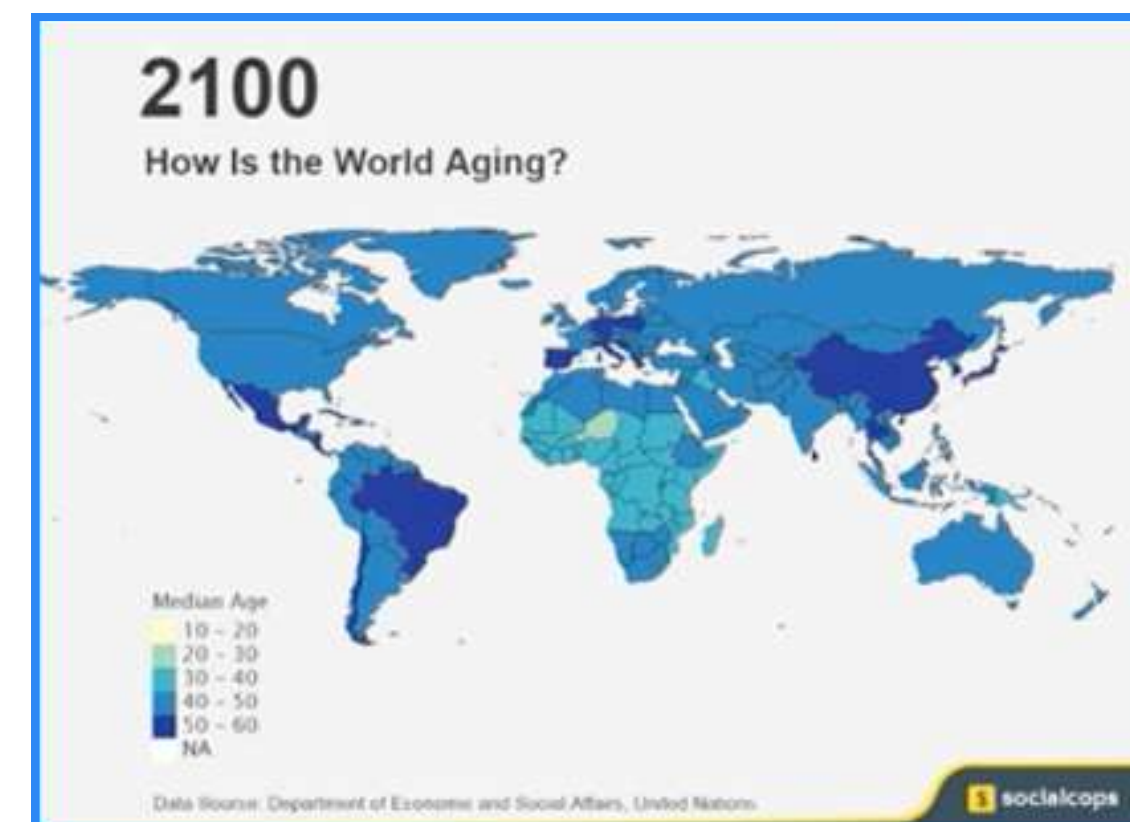 2100
How Is the World Aging?
Median Age
10 - 20
20 - 30
30 - 40
40 - 50
50 - 60
NA
Data Source: Department of Economic and Social Affairs, United Nations
S socialcops